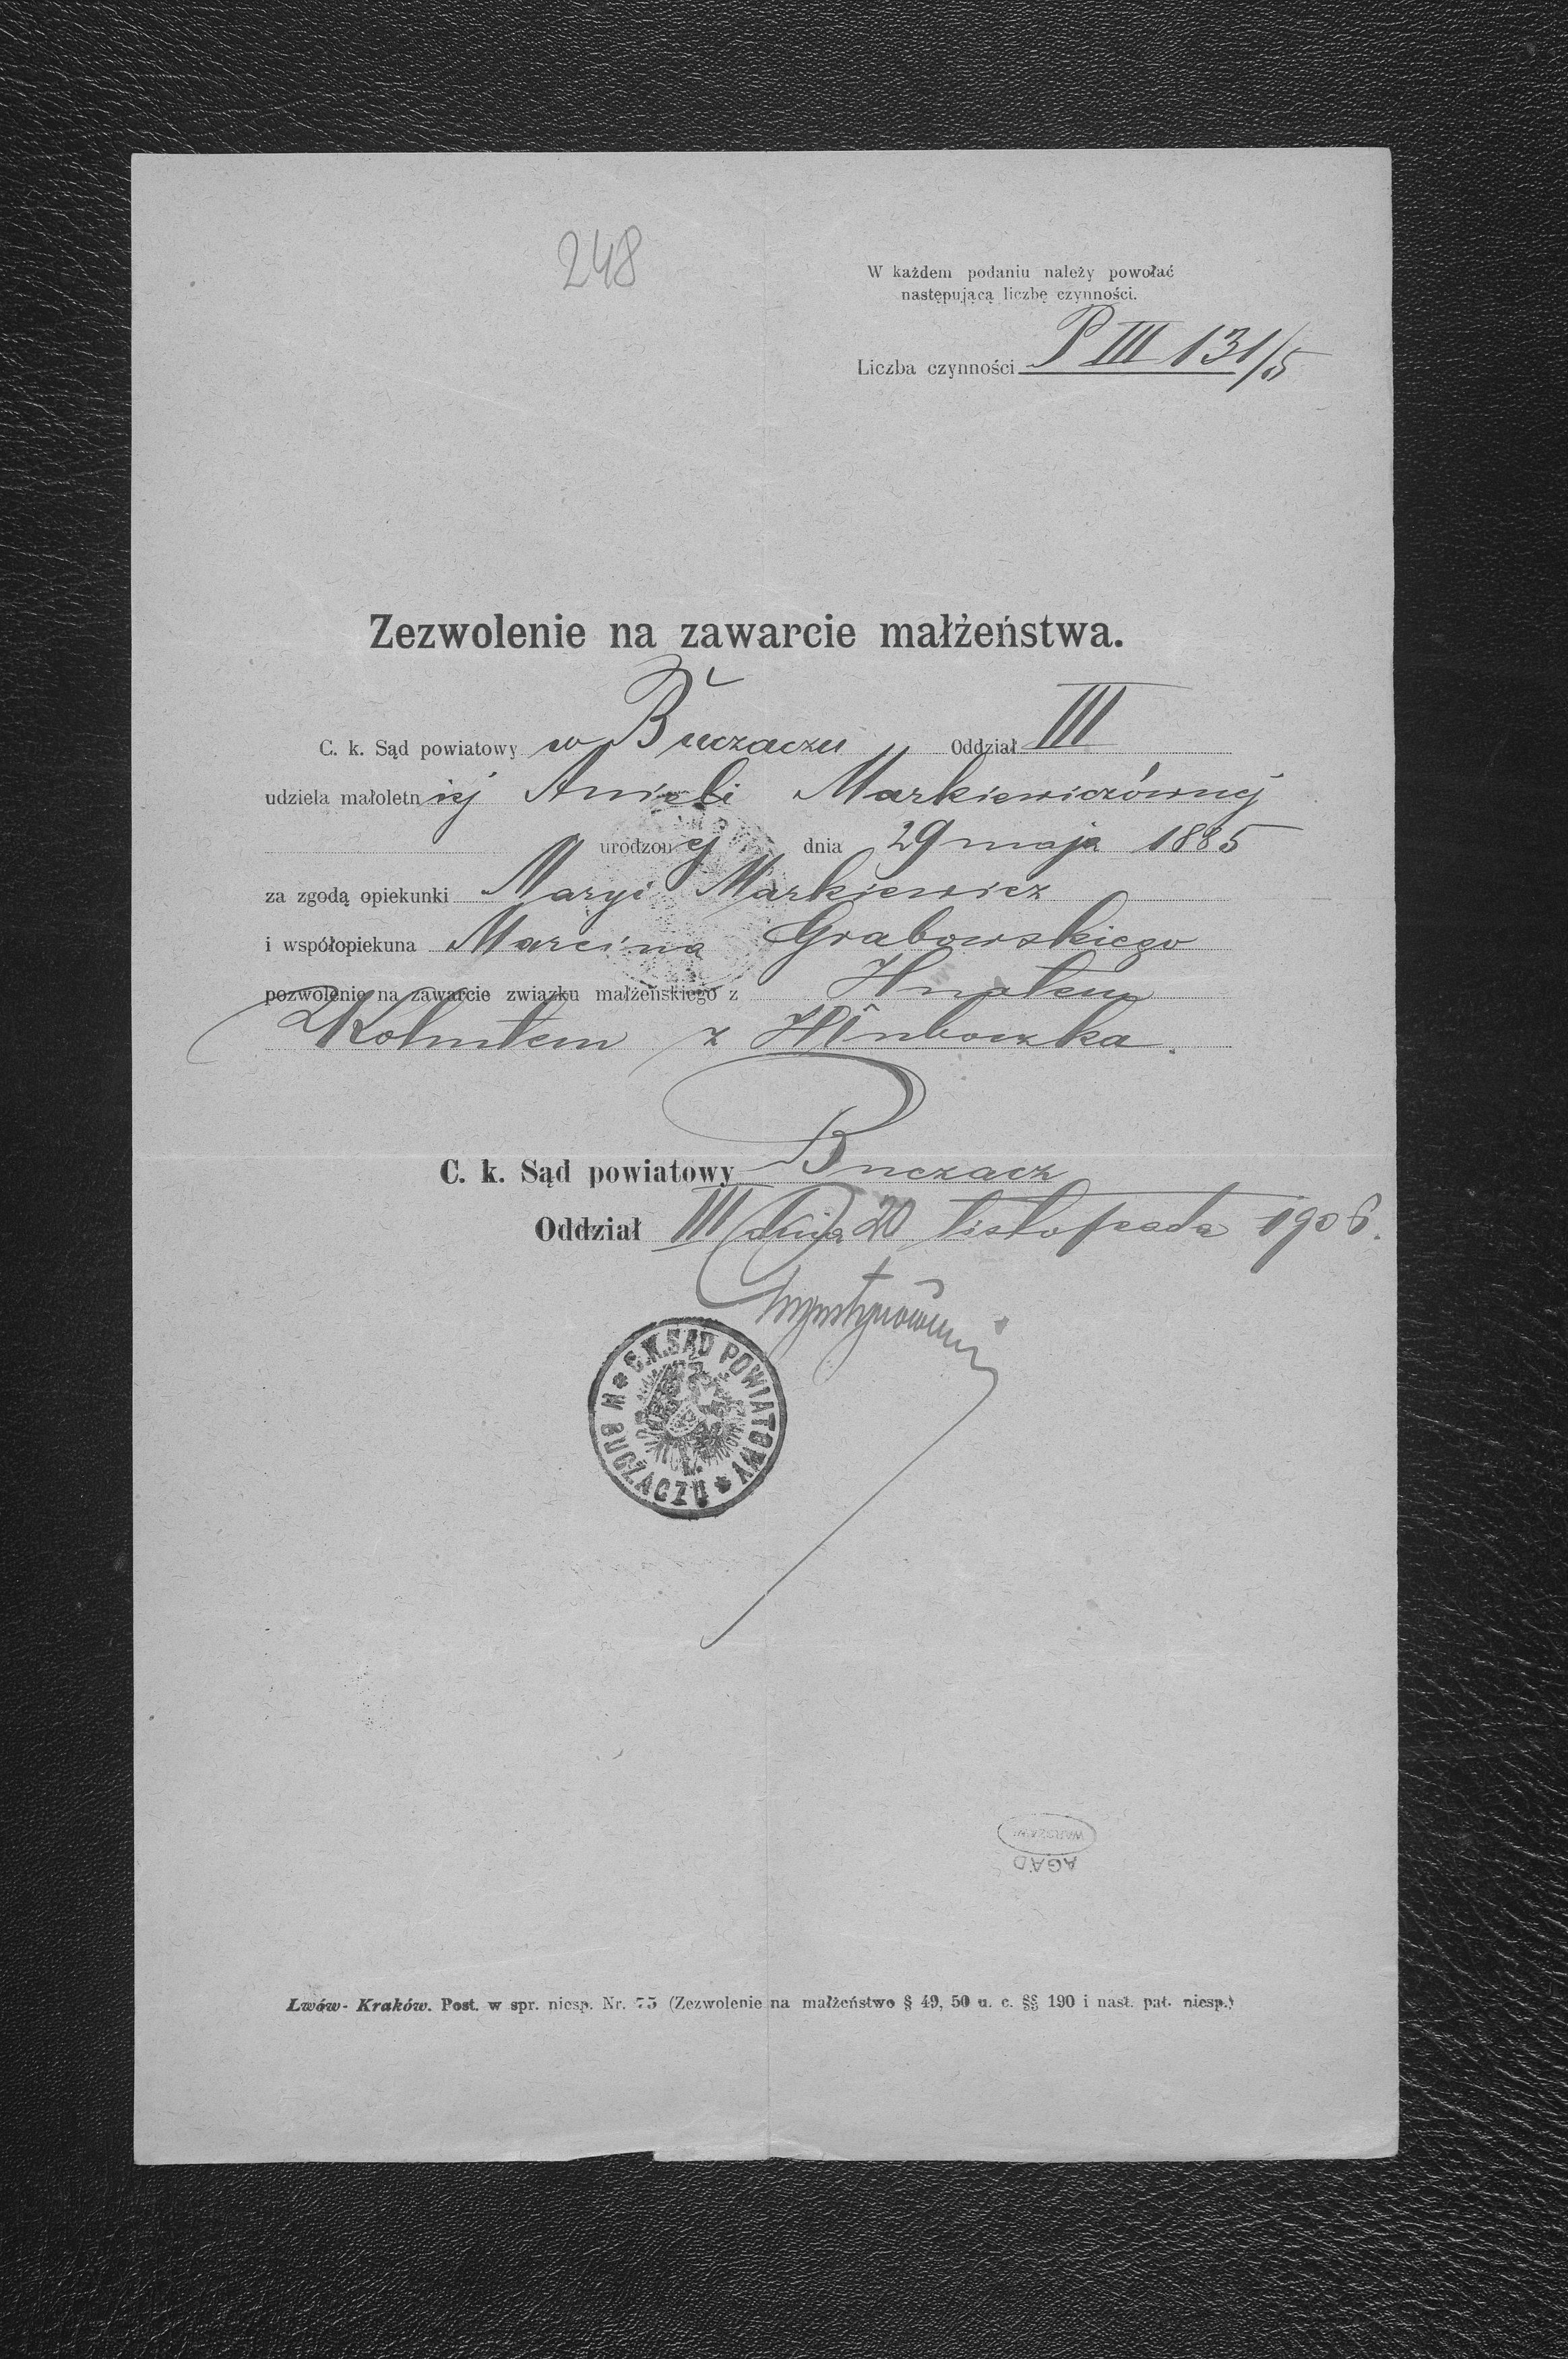 248
W każdem podaniu należy powołać
następującą liczbę czynności.
Liczba czynności P III 131/5
Zezwolenie na zawarcie małżeństwa.
C. k. Sąd powiatowy w Buczaczu Oddział III
udziela małoletniej Anieli Markiewiczównej
urodzonej dnia 29 maja 1885
za zgodą opiekunki Maryi Markiewicz
i współopiekuna Marcina Grabowskiego
pozwolenie na zawarcie związku małżeńskiego z Hnatem
z
C. k. Sąd powiatowy Buczacz
Oddział III dnia 20 listopada 1906.
C.K. SĄD POWIATOWY
W BUCZACZU
WARSZAWA
AGAD
Lwów- Kraków. Post. w spr. niesp. Nr. 75 (Zezwolenie na małżeństwo § 49, 50 u. c. §§ 190 i nast. pat. niesp.)